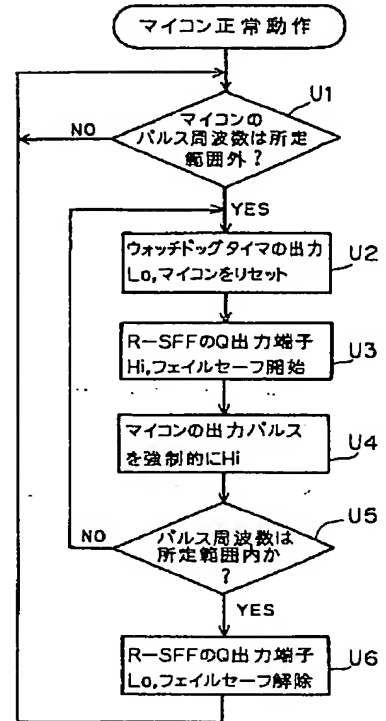 マイコン正常動作
U1
マイコンの
パルス周波数は所定
範囲外?
NO
YES
ウォッチドッグタイマの出力
Lo,マイコンをリセット
U2
R-SFFのQ出力端子
Hi,フェイルセーフ開始
U3
マイコンの出力パルス
を強制的にHi
U4
パルス周波数は
所定範囲内か
?
U5
NO
YES
R-SFFのQ出力端子
Lo,フェイルセーフ解除
U6